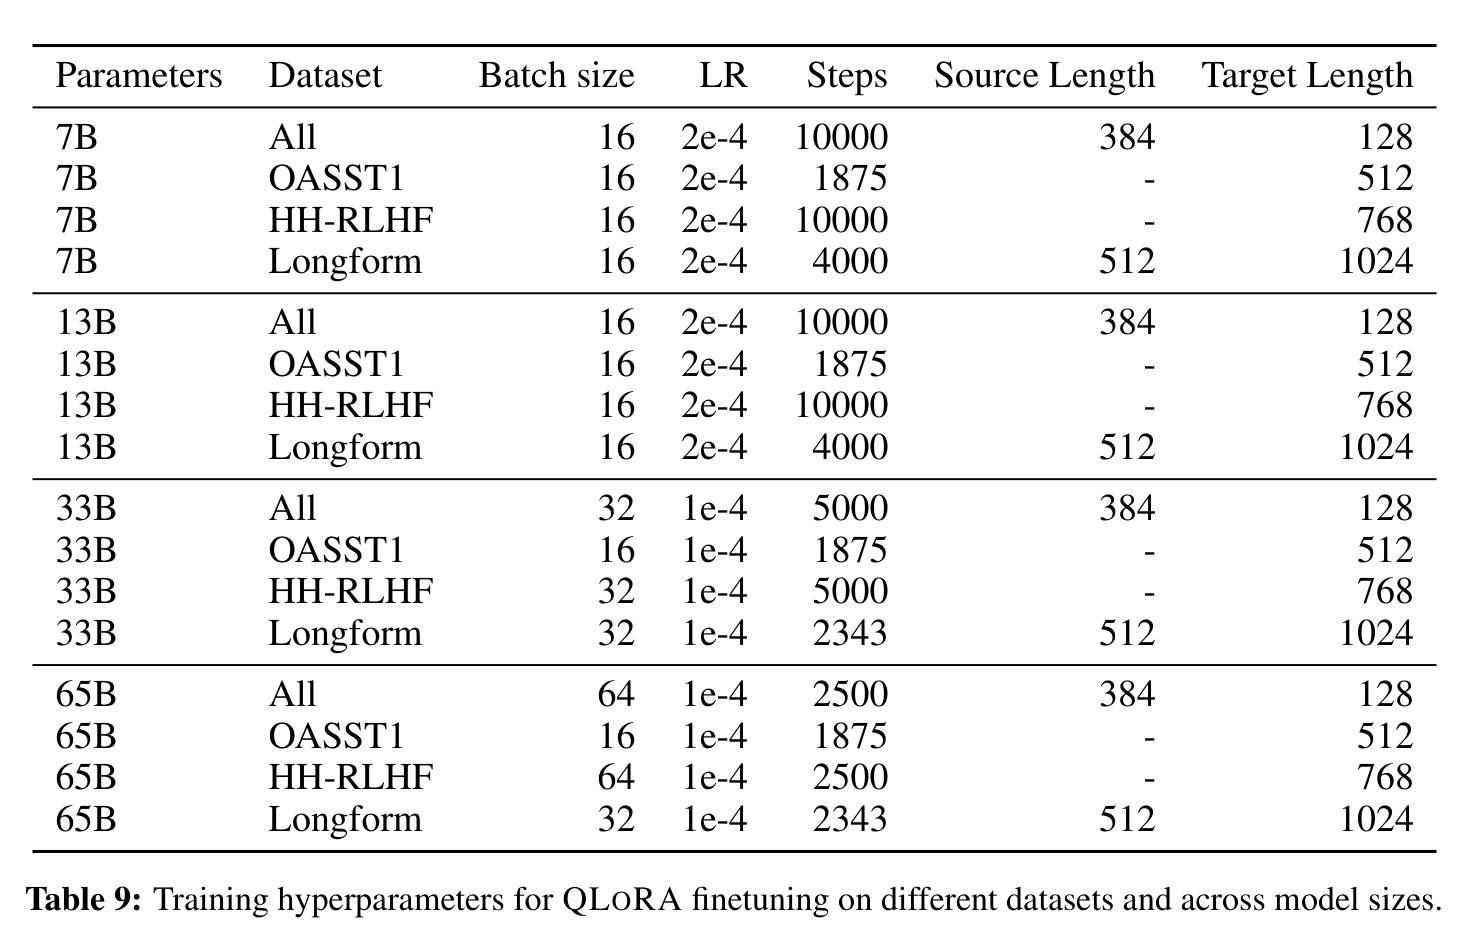 Parameters Dataset Batch size LR Steps Source Length Target Length
7B All 16 2e-4 10000 384 128
7B OASST1 16 2e-4 1875 - 512
7B HH-RLHF 16 2e-4 10000 - 768
7B Longform 16 2e-4 4000 512 1024
13B All 16 2e-4 10000 384 128
13B OASST1 16 2e-4 1875 - 512
13B HH-RLHF 16 2e-4 10000 - 768
13B Longform 16 2e-4 4000 512 1024
33B All 32 1e-4 5000 384 128
33B OASST1 16 1e-4 1875 - 512
33B HH-RLHF 32 1e-4 5000 - 768
33B Longform 32 1e-4 2343 512 1024
65B All 64 1e-4 2500 384 128
65B OASST1 16 1e-4 1875 - 512
65B HH-RLHF 64 1e-4 2500 - 768
65B Longform 32 1e-4 2343 512 1024
Table 9: Training hyperparameters for QLORA finetuning on different datasets and across model sizes.